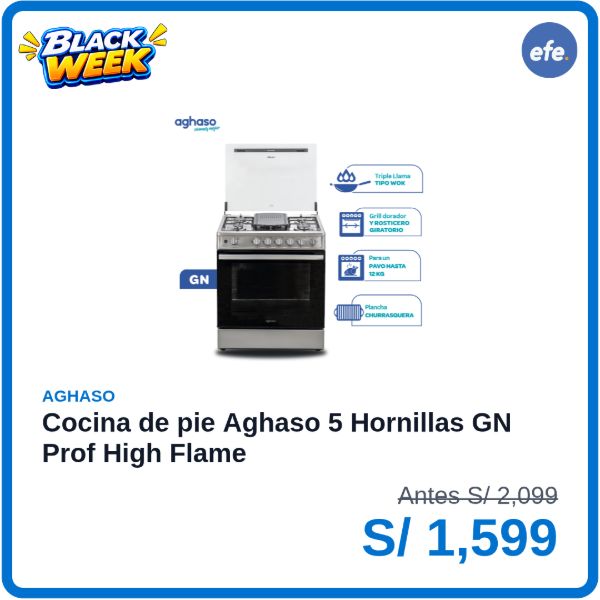 BLACK
WEEK
efe.
aghaso
Triple Llama
TIPO WOK
Grill dorador
Y ROSTICERO
GIRATORIO
GN
Para un
PAVO HASTA
12 KG
Plancha
CHURRASQUERA
AGHASO
Cocina de pie Aghaso 5 Hornillas GN
Prof High Flame
Antes S/ 2,099
S/ 1,599